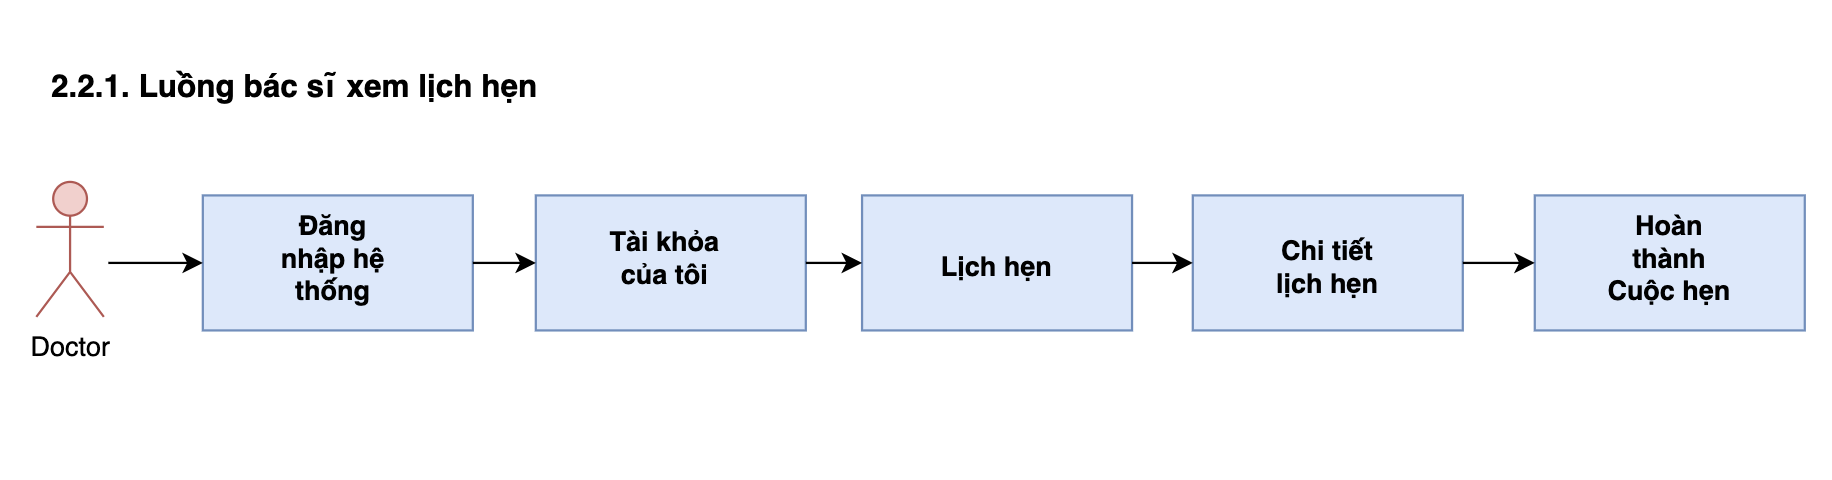 2.2.1. Luồng bác sĩ xem lịch hẹn
Đăng
nhập hệ
thống
Tài khỏa
của tôi
Lịch hẹn
Chi tiết
lịch hẹn
Hoàn
thành
Cuộc hẹn
Doctor